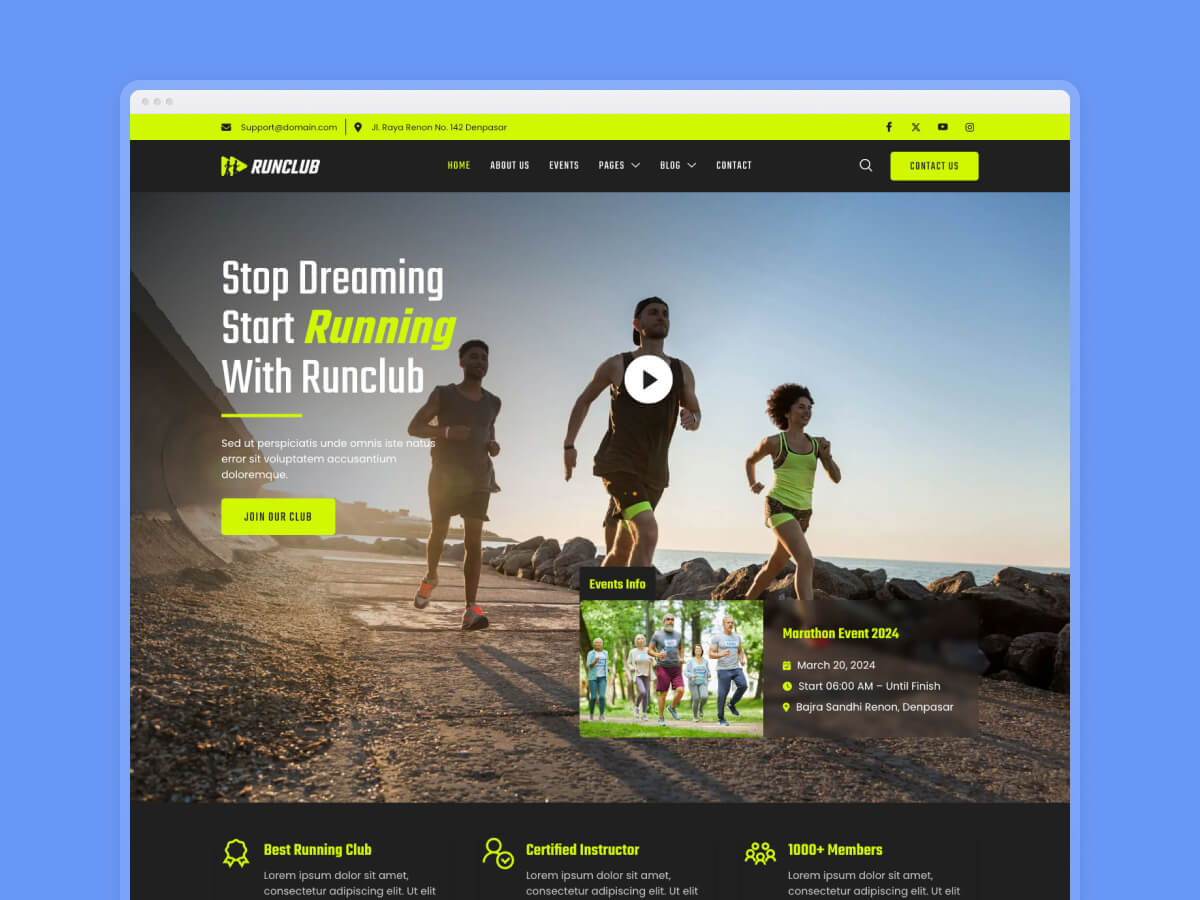 Support@domain.com
Jl. Raya Renon No. 142 Denpasar
RUNCLUB
HOME ABOUT US EVENTS PAGES BLOG CONTACT
CONTACT US
Stop Dreaming
Start Running
With Runclub
Sed ut perspiciatis unde omnis iste natus
error sit voluptatem accusantium
doloremque.
JOIN OUR CLUB
Events Info
Marathon Event 2024
March 20, 2024
Start 06:00 AM – Until Finish
Bajra Sandhi Renon, Denpasar
Best Running Club
Lorem ipsum dolor sit amet,
consectetur adipiscing elit. Ut elit
Certified Instructor
Lorem ipsum dolor sit amet,
consectetur adipiscing elit. Ut elit
1000+ Members
Lorem ipsum dolor sit amet,
consectetur adipiscing elit. Ut elit